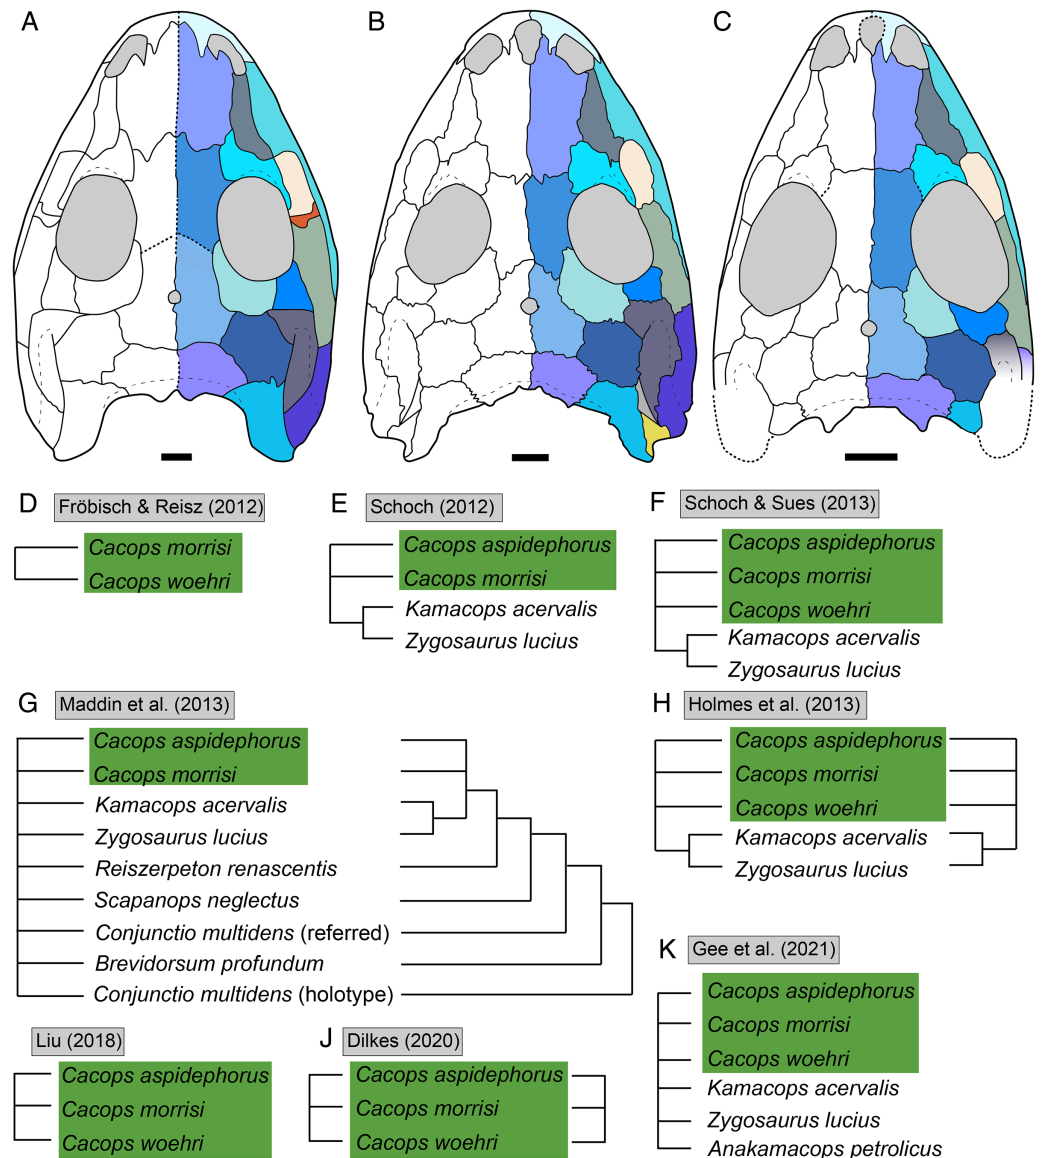 A
B
C
D
Fröbisch & Reisz (2012)
Cacops morrisi
Cacops woehri
E
Schoch (2012)
Cacops aspidephorus
Cacops morrisi
Kamacops acervalis
Zygosaurus lucius
F
Schoch & Sues (2013)
Cacops aspidephorus
Cacops morrisi
Cacops woehri
Kamacops acervalis
Zygosaurus lucius
G
Maddin et al. (2013)
Cacops aspidephorus
Cacops morrisi
Kamacops acervalis
Zygosaurus lucius
Reiszerpeton renascentis
Scapanops neglectus
Conjunctio multidens (referred)
Brevidorsum profundum
Conjunctio multidens (holotype)
H
Holmes et al. (2013)
Cacops aspidephorus
Cacops morrisi
Cacops woehri
Kamacops acervalis
Zygosaurus lucius
Liu (2018)
Cacops aspidephorus
Cacops morrisi
Cacops woehri
J
Dilkes (2020)
Cacops aspidephorus
Cacops morrisi
Cacops woehri
K
Gee et al. (2021)
Cacops aspidephorus
Cacops morrisi
Cacops woehri
Kamacops acervalis
Zygosaurus lucius
Anakamacops petrolicus